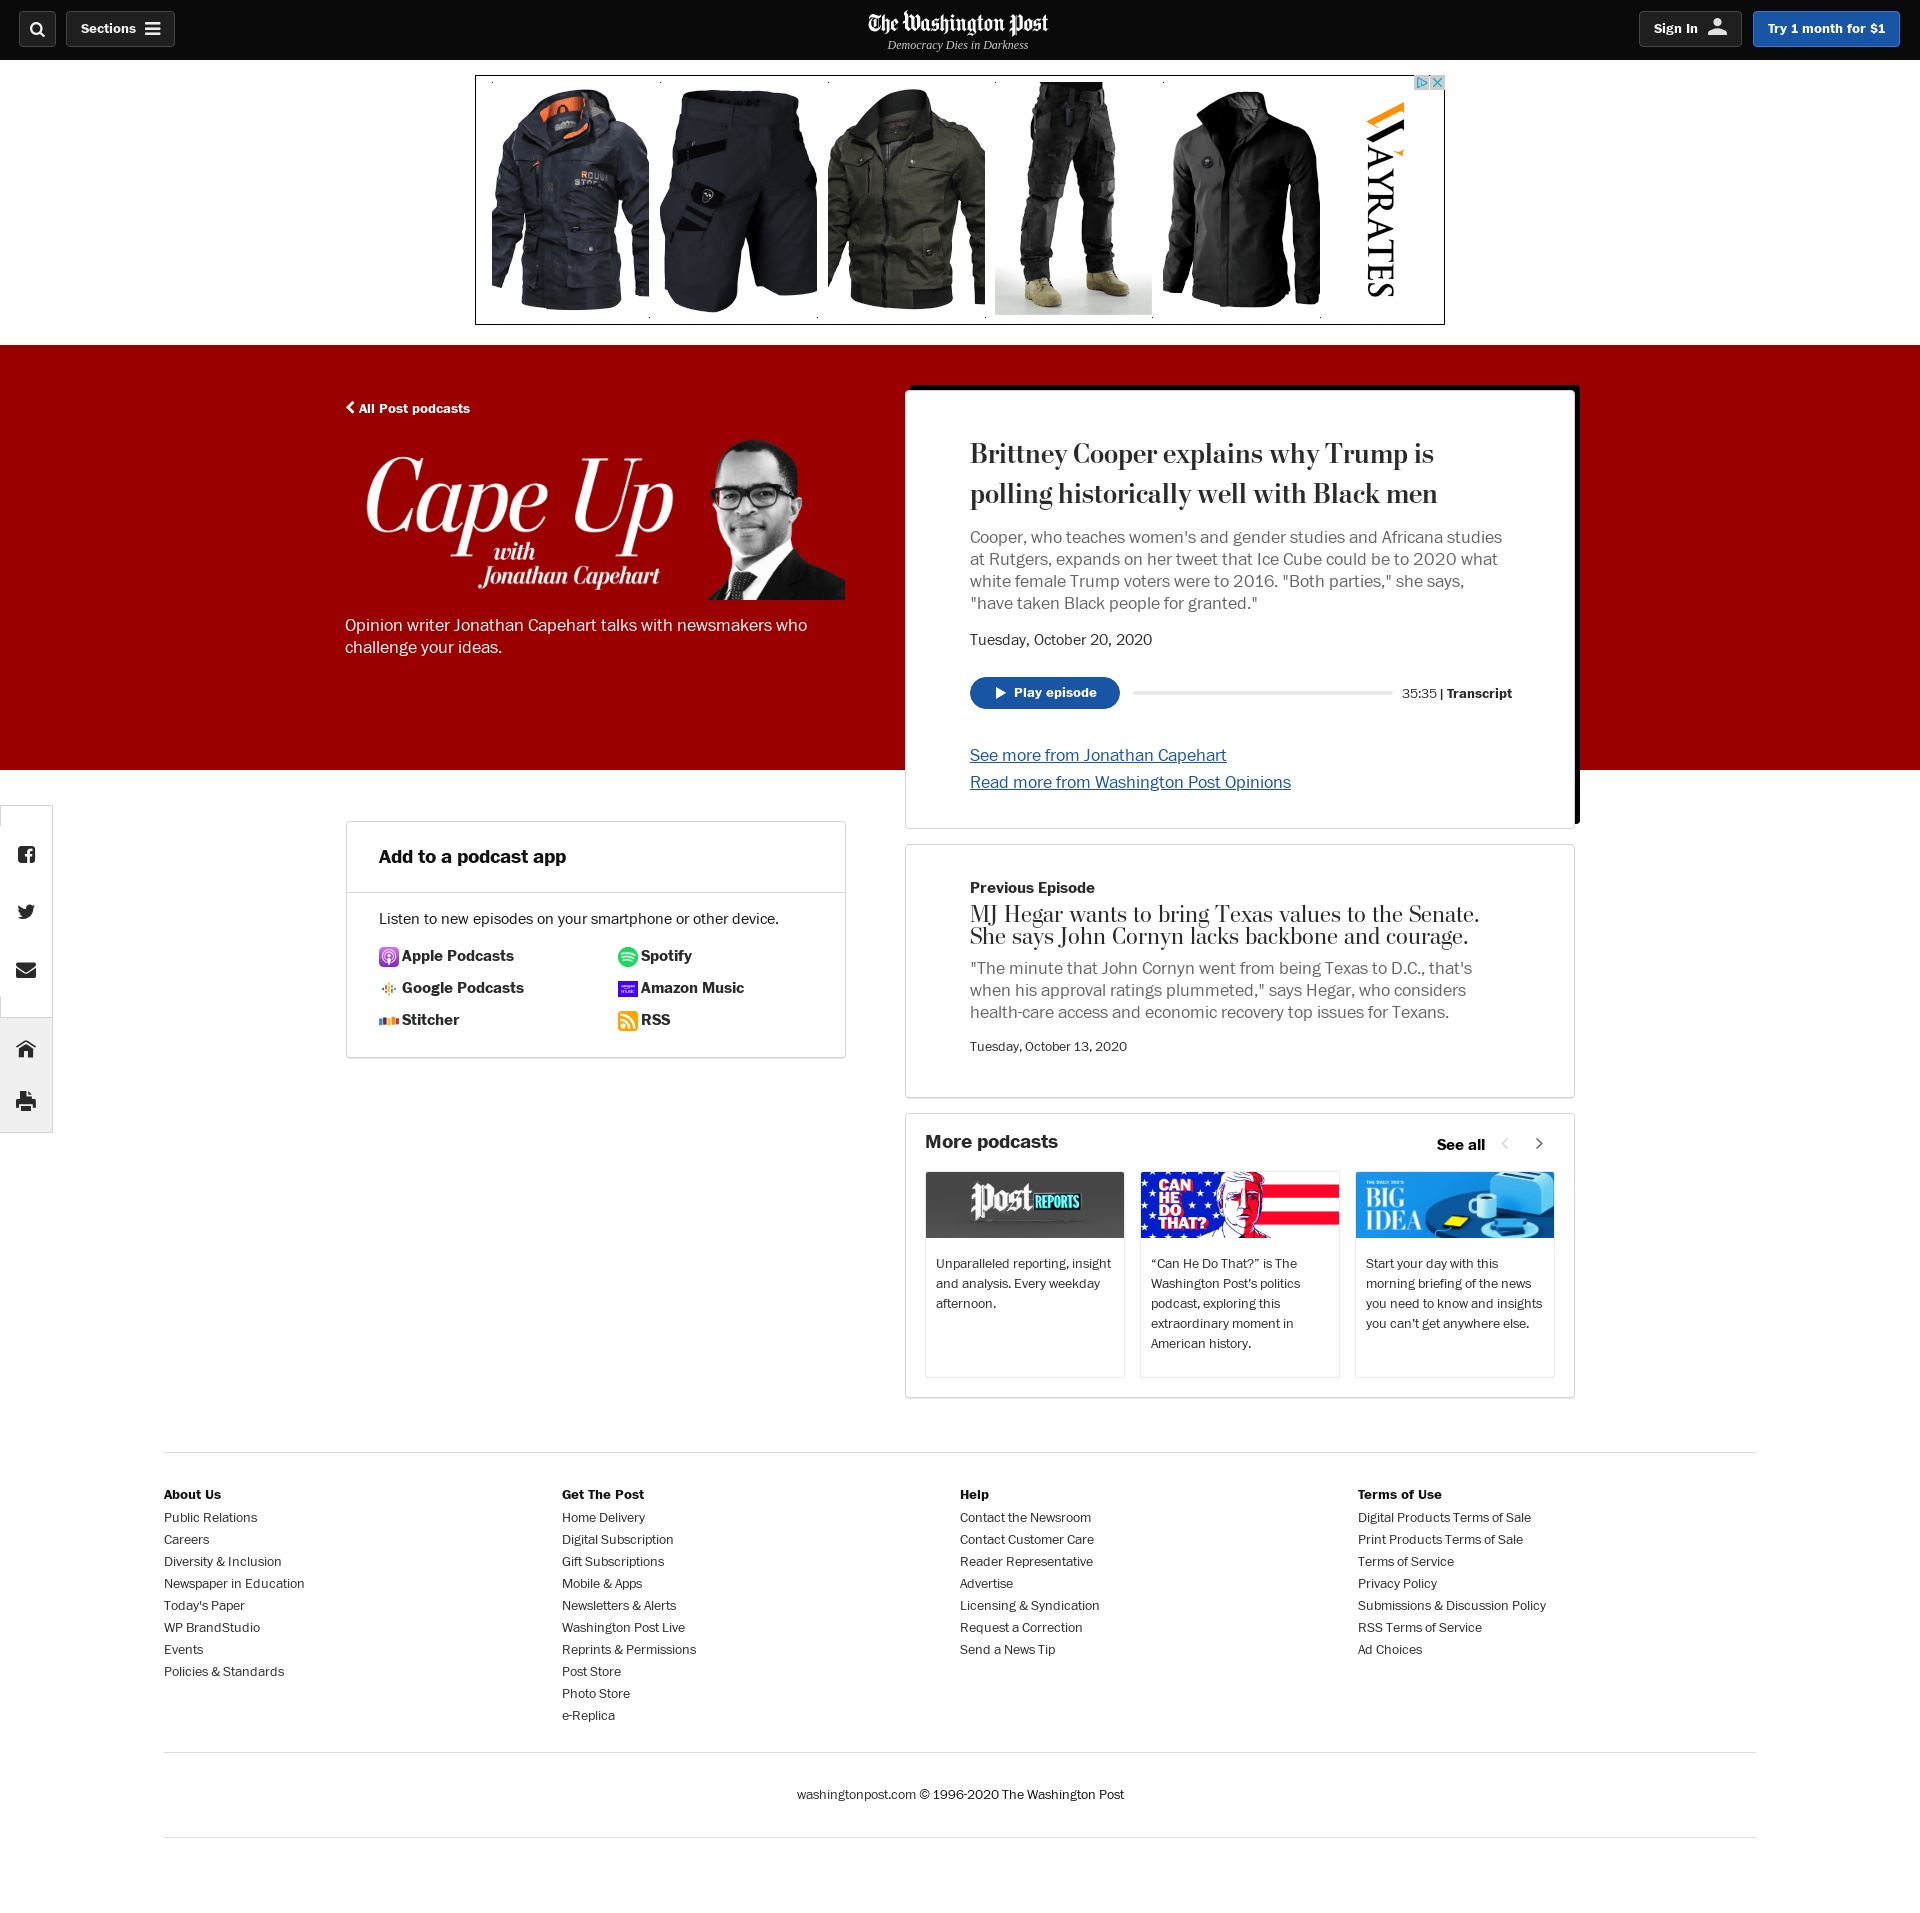 Sections
The Washington Post
Democracy Dies in Darkness
Sign In
Try 1 month for $1
ROUGH
WAYRATES
All Post podcasts
Cape Up
with
Jonathan Capehart
Opinion writer Jonathan Capehart talks with newsmakers who
challenge your ideas.
Brittney Cooper explains why Trump is
polling historically well with Black men
Cooper, who teaches women's and gender studies and Africana studies
at Rutgers, expands on her tweet that Ice Cube could be to 2020 what
white female Trump voters were to 2016. "Both parties," she says,
"have taken Black people for granted."
Tuesday, October 20, 2020
Play episode
35:35 | Transcript
See more from Jonathan Capehart
Read more from Washington Post Opinions
Add to a podcast app
Listen to new episodes on your smartphone or other device.
Apple Podcasts
Spotify
Google Podcasts
Amazon Music
Stitcher
RSS
Previous Episode
MJ Hegar wants to bring Texas values to the Senate.
She says John Cornyn lacks backbone and courage.
"The minute that John Cornyn went from being Texas to D.C., that's
when his approval ratings plummeted," says Hegar, who considers
health-care access and economic recovery top issues for Texans.
Tuesday, October 13, 2020
More podcasts
See all
Post REPORTS
Unparalleled reporting, insight
and analysis. Every weekday
afternoon.
CAN
HE
DO
THAT?
“Can He Do That?” is The
Washington Post's politics
podcast, exploring this
extraordinary moment in
American history.
THE DAILY 202'S
BIG
IDEA
Start your day with this
morning briefing of the news
you need to know and insights
you can't get anywhere else.
About Us
Public Relations
Careers
Diversity & Inclusion
Newspaper in Education
Today's Paper
WP BrandStudio
Events
Policies & Standards
Get The Post
Home Delivery
Digital Subscription
Gift Subscriptions
Mobile & Apps
Newsletters & Alerts
Washington Post Live
Reprints & Permissions
Post Store
Photo Store
e-Replica
Help
Contact the Newsroom
Contact Customer Care
Reader Representative
Advertise
Licensing & Syndication
Request a Correction
Send a News Tip
Terms of Use
Digital Products Terms of Sale
Print Products Terms of Sale
Terms of Service
Privacy Policy
Submissions & Discussion Policy
RSS Terms of Service
Ad Choices
washingtonpost.com © 1996-2020 The Washington Post